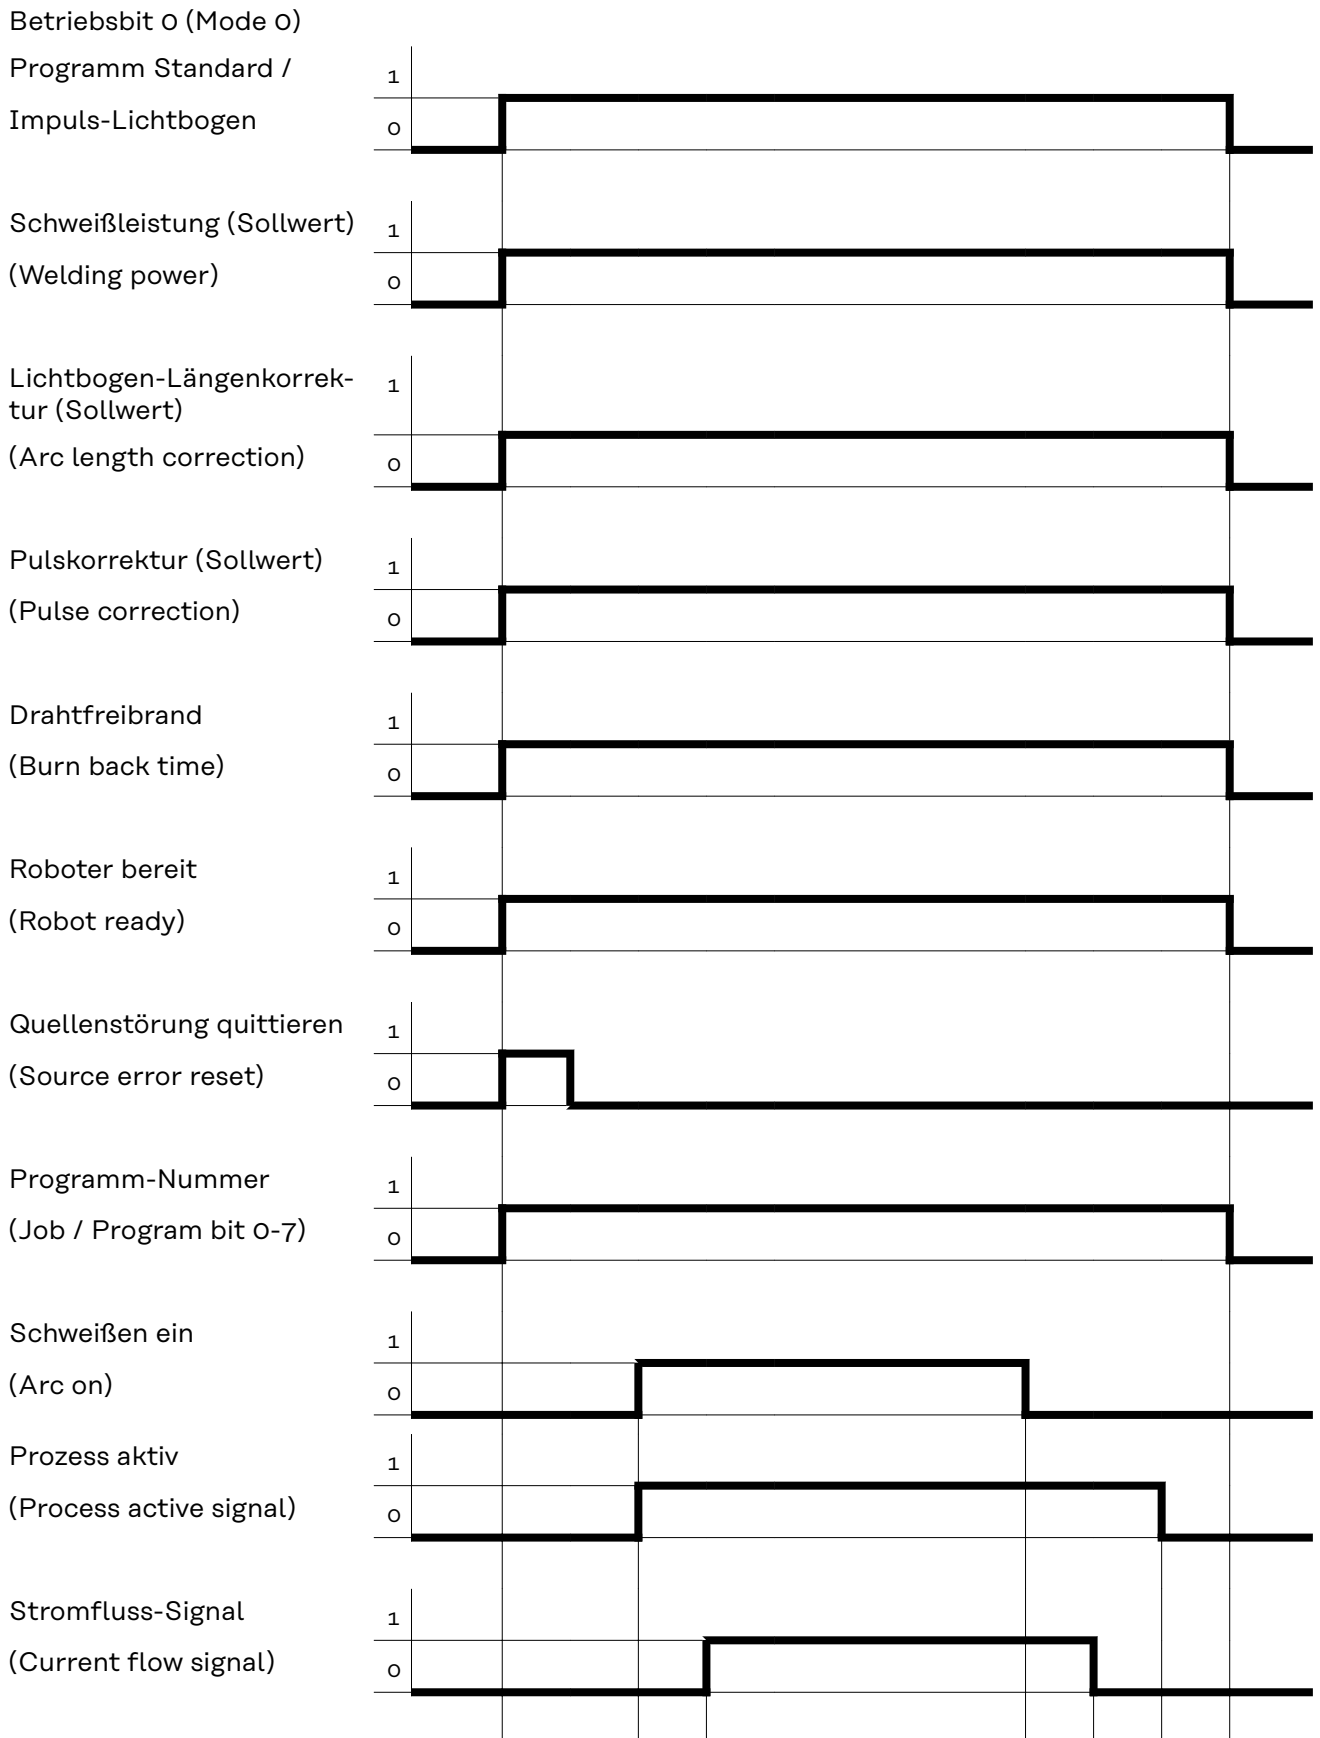 Betriebsbit 0 (Mode 0)
Programm Standard /
1
Impuls-Lichtbogen
0
Schweißleistung (Sollwert)
1
(Welding power)
0
Lichtbogen-Längenkorrek-
1
tur (Sollwert)
(Arc length correction)
0
Pulskorrektur (Sollwert)
1
(Pulse correction)
0
Drahtfreibrand
1
(Burn back time)
0
Roboter bereit
1
(Robot ready)
0
Quellenstörung quittieren
1
(Source error reset)
0
Programm-Nummer
1
(Job / Program bit 0-7)
0
Schweißen ein
1
(Arc on)
0
Prozess aktiv
1
(Process active signal)
0
Stromfluss-Signal
1
(Current flow signal)
0